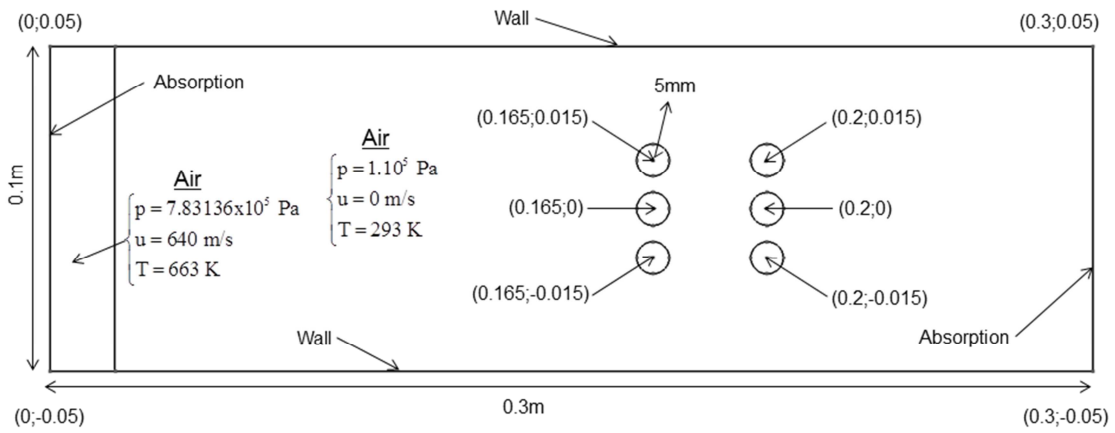 (0;0.05)
Wall
(0.3;0.05)
Absorption
5mm
(0.165;0.015)
(0.2;0.015)
Air
p = 1.10⁵ Pa
u = 0 m/s
T = 293 K
0.1m
Air
p = 7.83136x10⁵ Pa
u = 640 m/s
T = 663 K
(0.165;0)
(0.2;0)
(0.165;-0.015)
(0.2;-0.015)
Wall
Absorption
0.3m
(0;-0.05)
(0.3;-0.05)